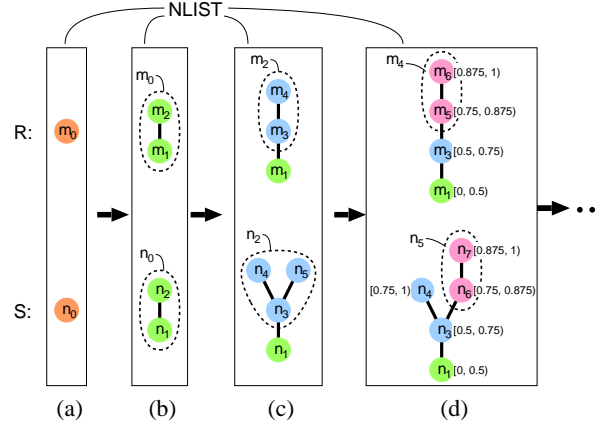 NLIST
R:
m0
m0
m2
m1
m2
m4
m3
m1
m4
m6 [0.875, 1)
m5 [0.75, 0.875)
m3 [0.5, 0.75)
m1 [0, 0.5)
S:
n0
n0
n2
n1
n2
n4 n5
n3
n1
n5
n7 [0.875, 1)
[0.75, 1) n4 n6 [0.75, 0.875)
n3 [0.5, 0.75)
n1 [0, 0.5)
(a) (b) (c) (d)